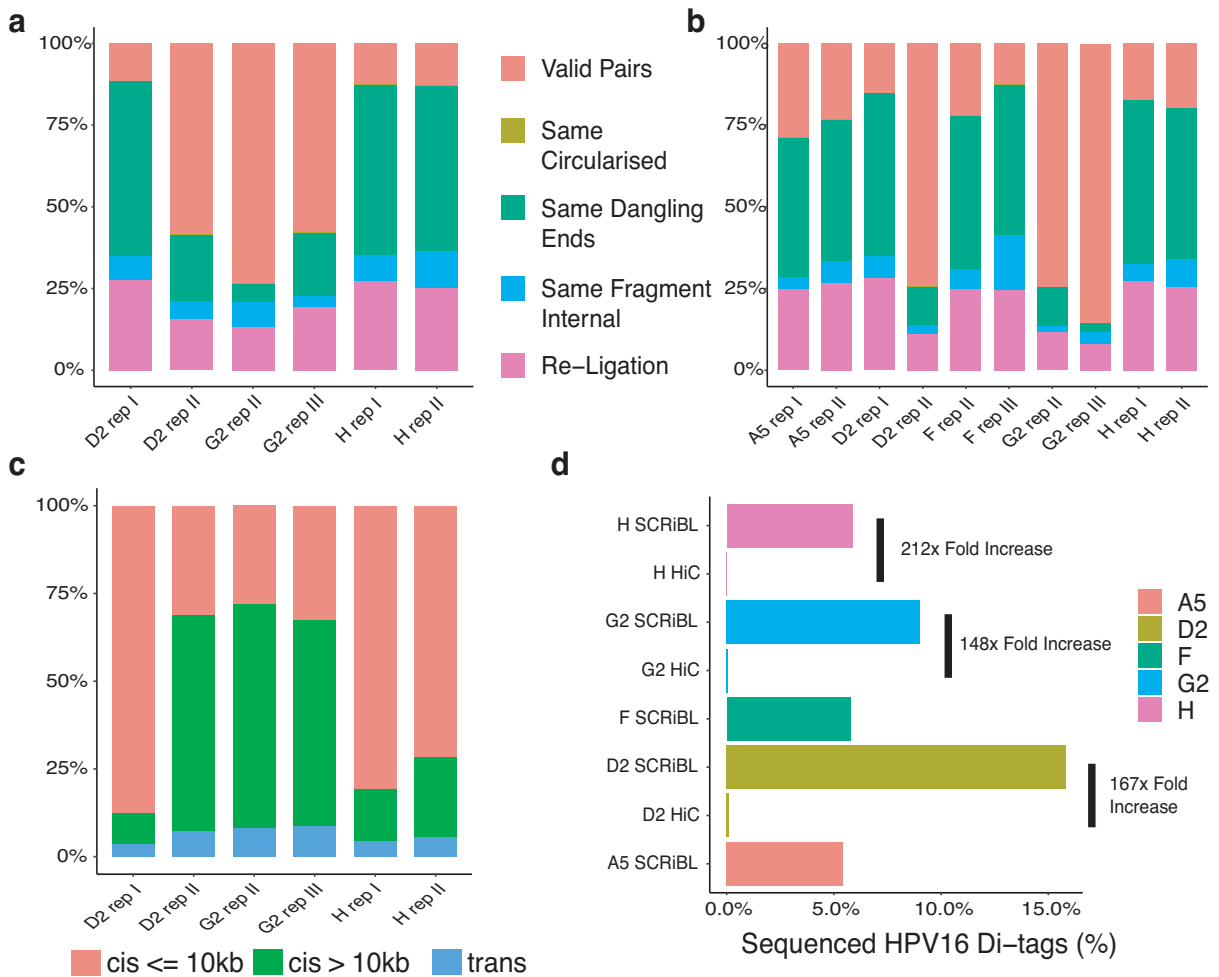 a
100%
75%
50%
25%
0%
D2 rep I
D2 rep II
G2 rep II
G2 rep III
H rep I
H rep II
Valid Pairs
Same
Circularised
Same Dangling
Ends
Same Fragment
Internal
Re−Ligation
b
100%
75%
50%
25%
0%
A5 rep I
A5 rep II
D2 rep I
D2 rep II
F rep II
F rep III
G2 rep II
G2 rep III
H rep I
H rep II
c
100%
75%
50%
25%
0%
D2 rep I
D2 rep II
G2 rep II
G2 rep III
H rep I
H rep II
cis <= 10kb
cis > 10kb
trans
d
H SCRiBL
H HiC
G2 SCRiBL
G2 HiC
F SCRiBL
D2 SCRiBL
D2 HiC
A5 SCRiBL
212x Fold Increase
148x Fold Increase
167x Fold
Increase
A5
D2
F
G2
H
0.0%
5.0%
10.0%
15.0%
Sequenced HPV16 Di−tags (%)